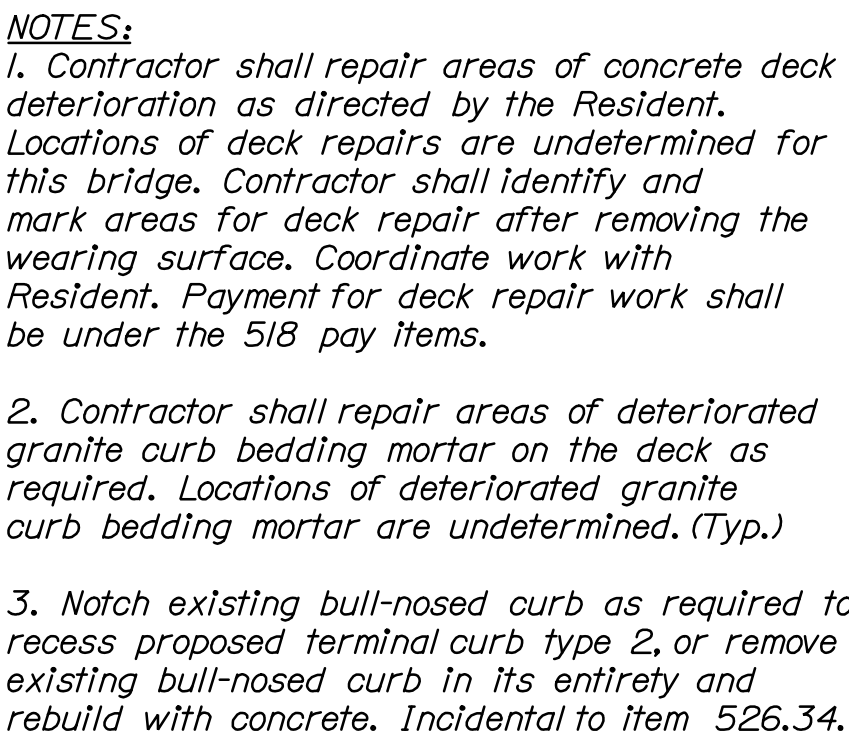 NOTES:
1. Contractor shall repair areas of concrete deck
deterioration as directed by the Resident.
Locations of deck repairs are undetermined for
this bridge. Contractor shall identify and
mark areas for deck repair after removing the
wearing surface. Coordinate work with
Resident. Payment for deck repair work shall
be under the 518 pay items.
2. Contractor shall repair areas of deteriorated
granite curb bedding mortar on the deck as
required. Locations of deteriorated granite
curb bedding mortar are undetermined. (Typ.)
3. Notch existing bull-nosed curb as required to
recess proposed terminal curb type 2, or remove
existing bull-nosed curb in its entirety and
rebuild with concrete. Incidental to item 526.34.